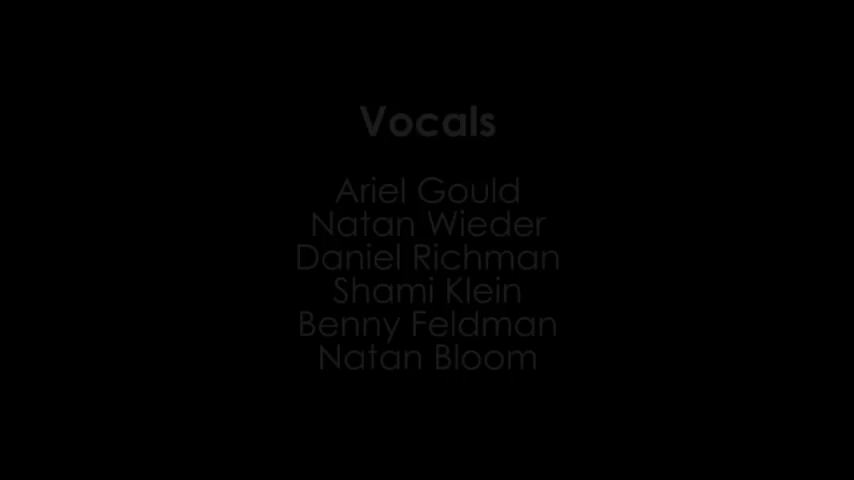 Vocals
Ariel Gould
Natan Wieder
Daniel Richman
Shami Klein
Benny Feldman
Natan Bloom